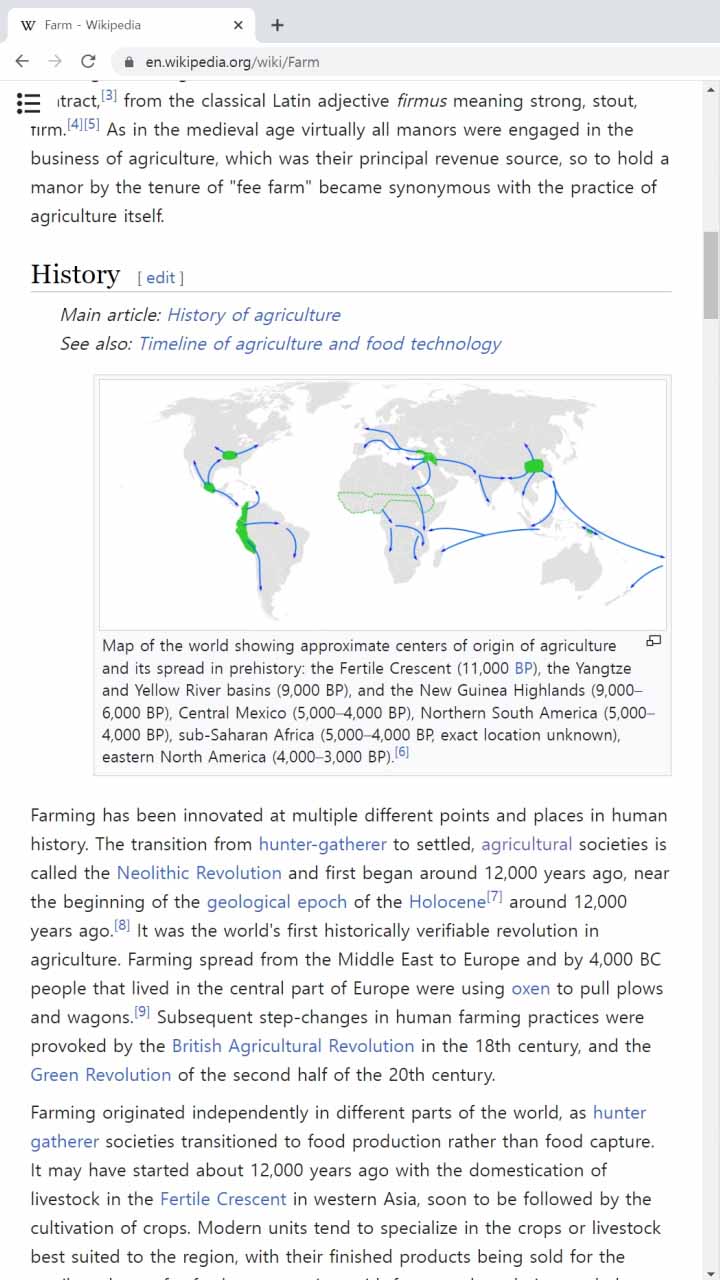 Farm - Wikipedia
en.wikipedia.org/wiki/Farm
from the classical Latin adjective firmus meaning strong, stout,
firm.[4][5] As in the medieval age virtually all manors were engaged in the
business of agriculture, which was their principal revenue source, so to hold a
manor by the tenure of "fee farm" became synonymous with the practice of
agriculture itself.
History [ edit ]
Main article: History of agriculture
See also: Timeline of agriculture and food technology
Map of the world showing approximate centers of origin of agriculture
and its spread in prehistory: the Fertile Crescent (11,000 BP), the Yangtze
and Yellow River basins (9,000 BP), and the New Guinea Highlands (9,000–
6,000 BP), Central Mexico (5,000–4,000 BP), Northern South America (5,000–
4,000 BP), sub-Saharan Africa (5,000–4,000 BP, exact location unknown),
eastern North America (4,000–3,000 BP).[6]
Farming has been innovated at multiple different points and places in human
history. The transition from hunter-gatherer to settled, agricultural societies is
called the Neolithic Revolution and first began around 12,000 years ago, near
the beginning of the geological epoch of the Holocene[7] around 12,000
years ago.[8] It was the world's first historically verifiable revolution in
agriculture. Farming spread from the Middle East to Europe and by 4,000 BC
people that lived in the central part of Europe were using oxen to pull plows
and wagons.[9] Subsequent step-changes in human farming practices were
provoked by the British Agricultural Revolution in the 18th century, and the
Green Revolution of the second half of the 20th century.
Farming originated independently in different parts of the world, as hunter
gatherer societies transitioned to food production rather than food capture.
It may have started about 12,000 years ago with the domestication of
livestock in the Fertile Crescent in western Asia, soon to be followed by the
cultivation of crops. Modern units tend to specialize in the crops or livestock
best suited to the region, with their finished products being sold for the